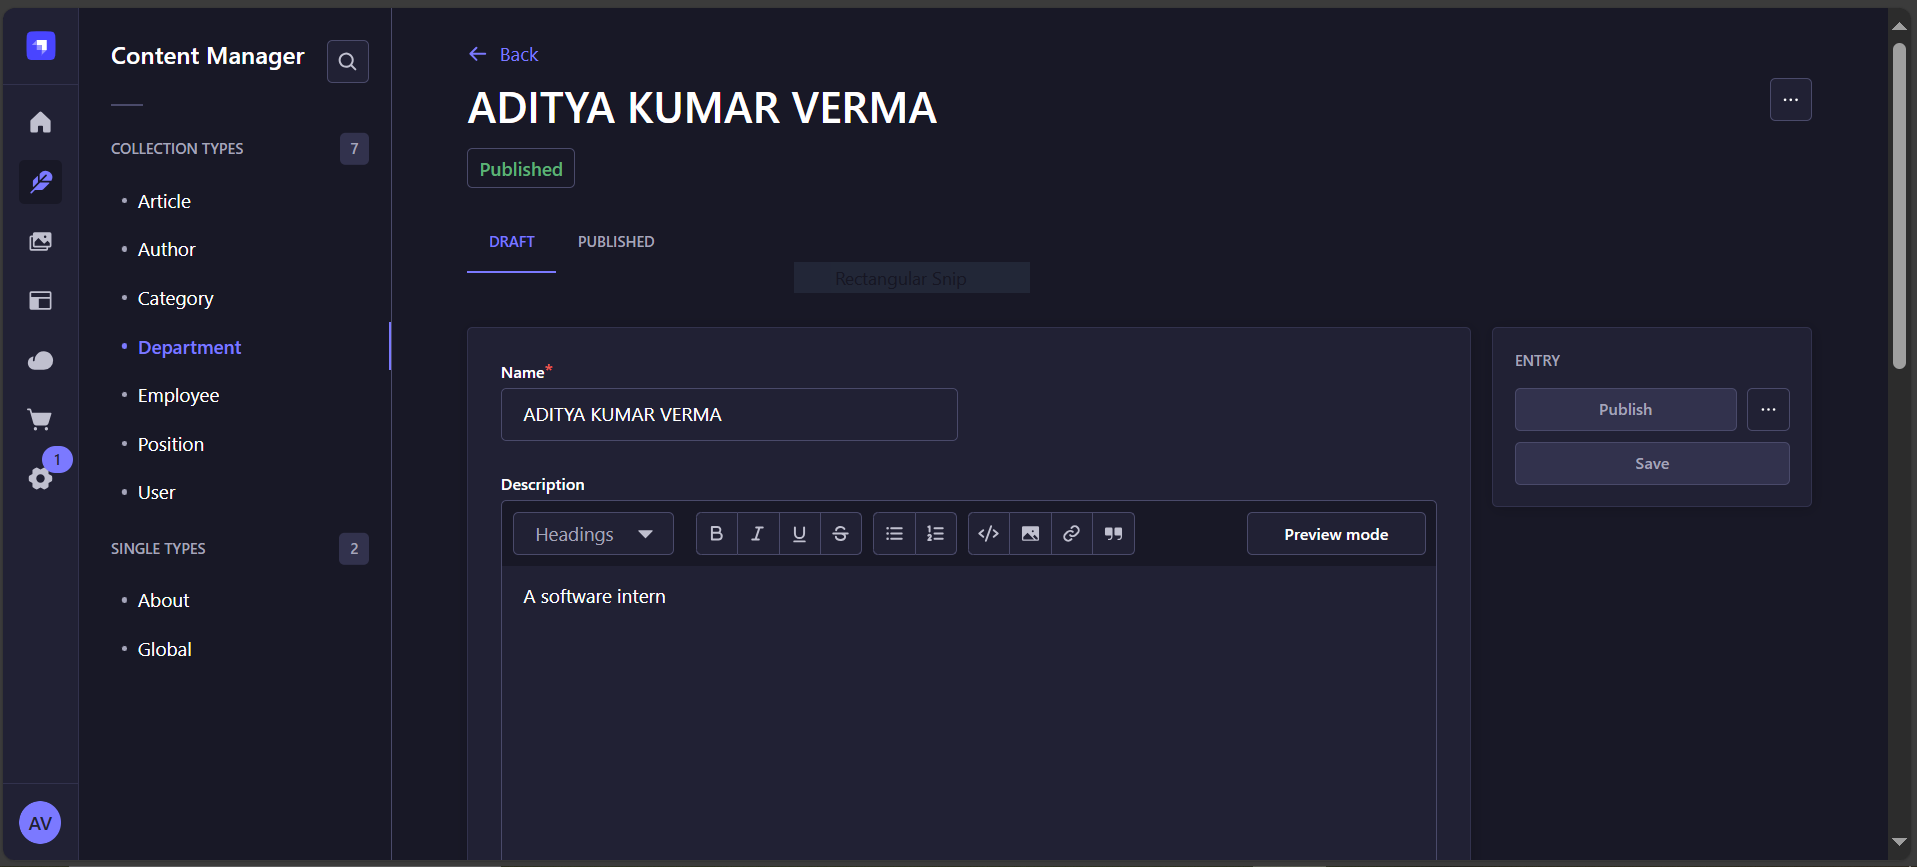 Content Manager
COLLECTION TYPES 7
Article
Author
Category
Department
Employee
Position
User
SINGLE TYPES 2
About
Global
1
AV
Back
ADITYA KUMAR VERMA
...
Published
DRAFT PUBLISHED
Rectangular Snip
Name*
ADITYA KUMAR VERMA
Description
Headings B I U S Preview mode
A software intern
ENTRY
Publish ...
Save